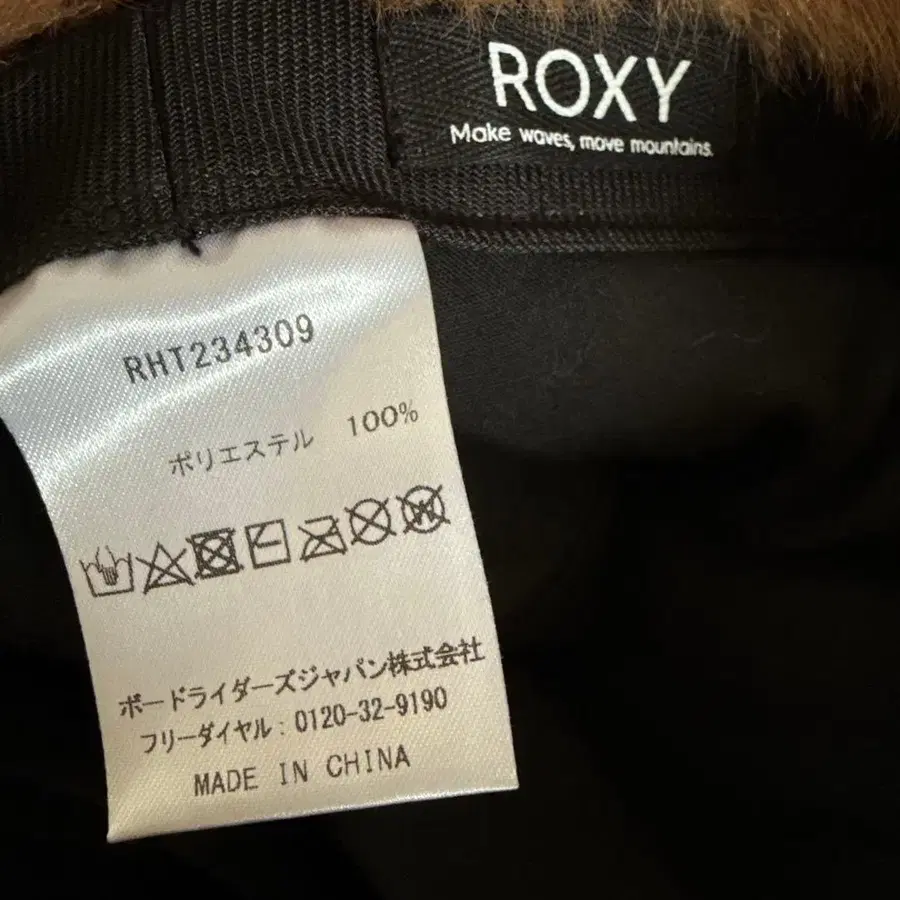 ROXY
Make waves, move mountains.
RHT234309
ポリエステル 100%
ボードライダーズジャパン株式会社
フリーダイヤル：0120-32-9190
MADE IN CHINA